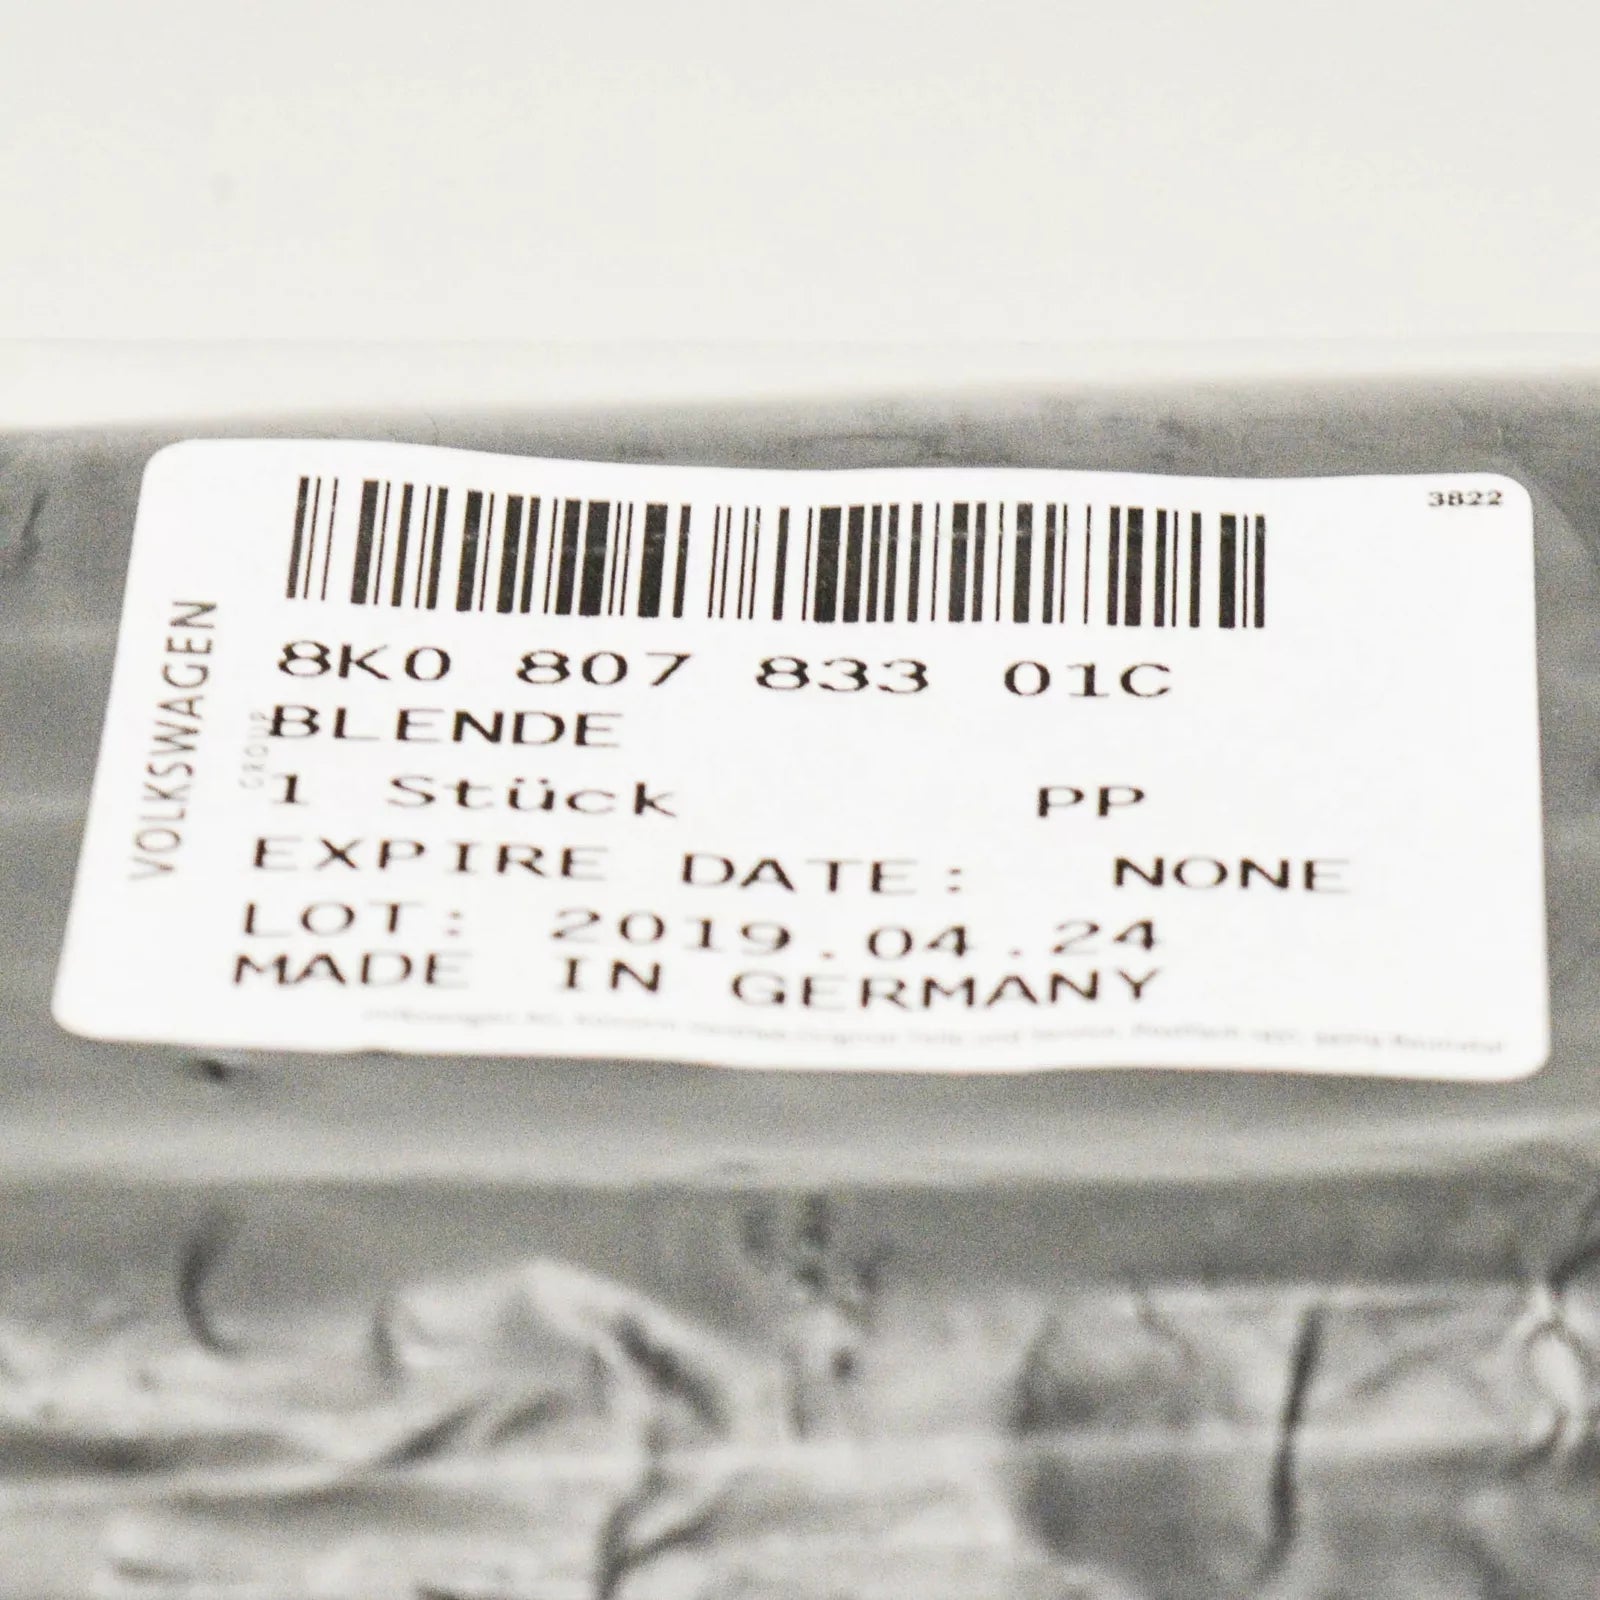 3822
8K0 807 833 01C
BLENDE
1 Stück PP
EXPIRE DATE: NONE
LOT: 2019.04.24
MADE IN GERMANY
VOLKSWAGEN
GROUP